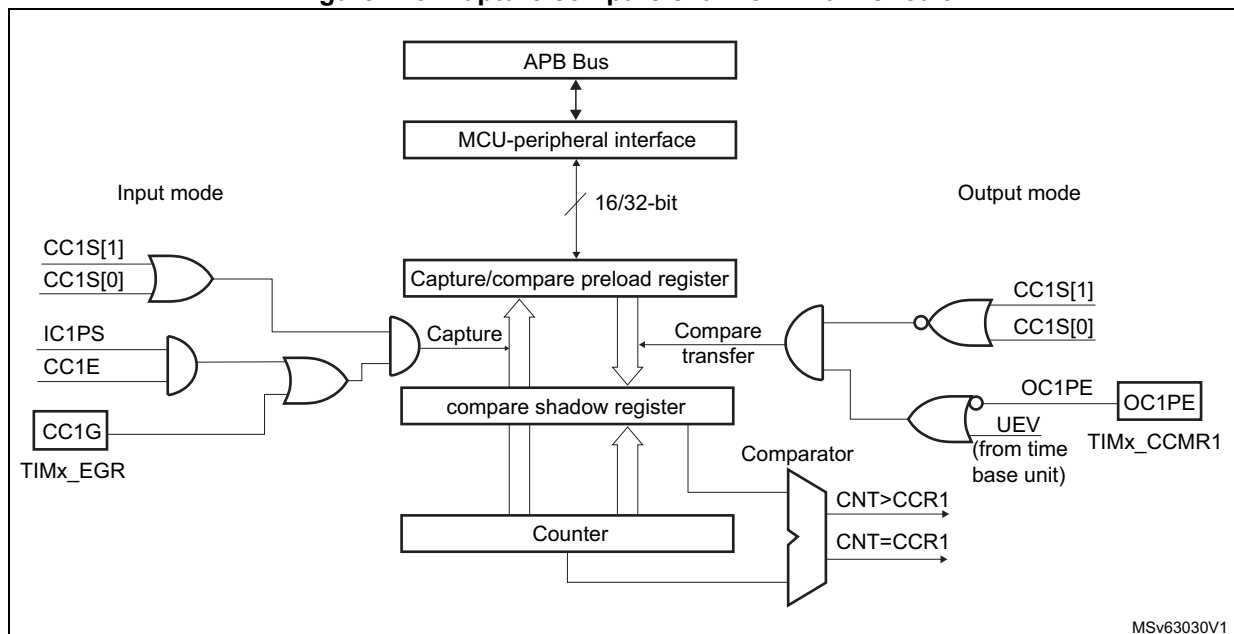 APB Bus
MCU-peripheral interface
Input mode
16/32-bit
Output mode
CC1S[1]
CC1S[0]
Capture/compare preload register
CC1S[1]
CC1S[0]
IC1PS
CC1E
Capture
Compare
transfer
compare shadow register
OC1PE
OC1PE
CC1G
TIMx_EGR
UEV
(from time
base unit)
TIMx_CCMR1
Comparator
Counter
CNT>CCR1
CNT=CCR1
MSv63030V1